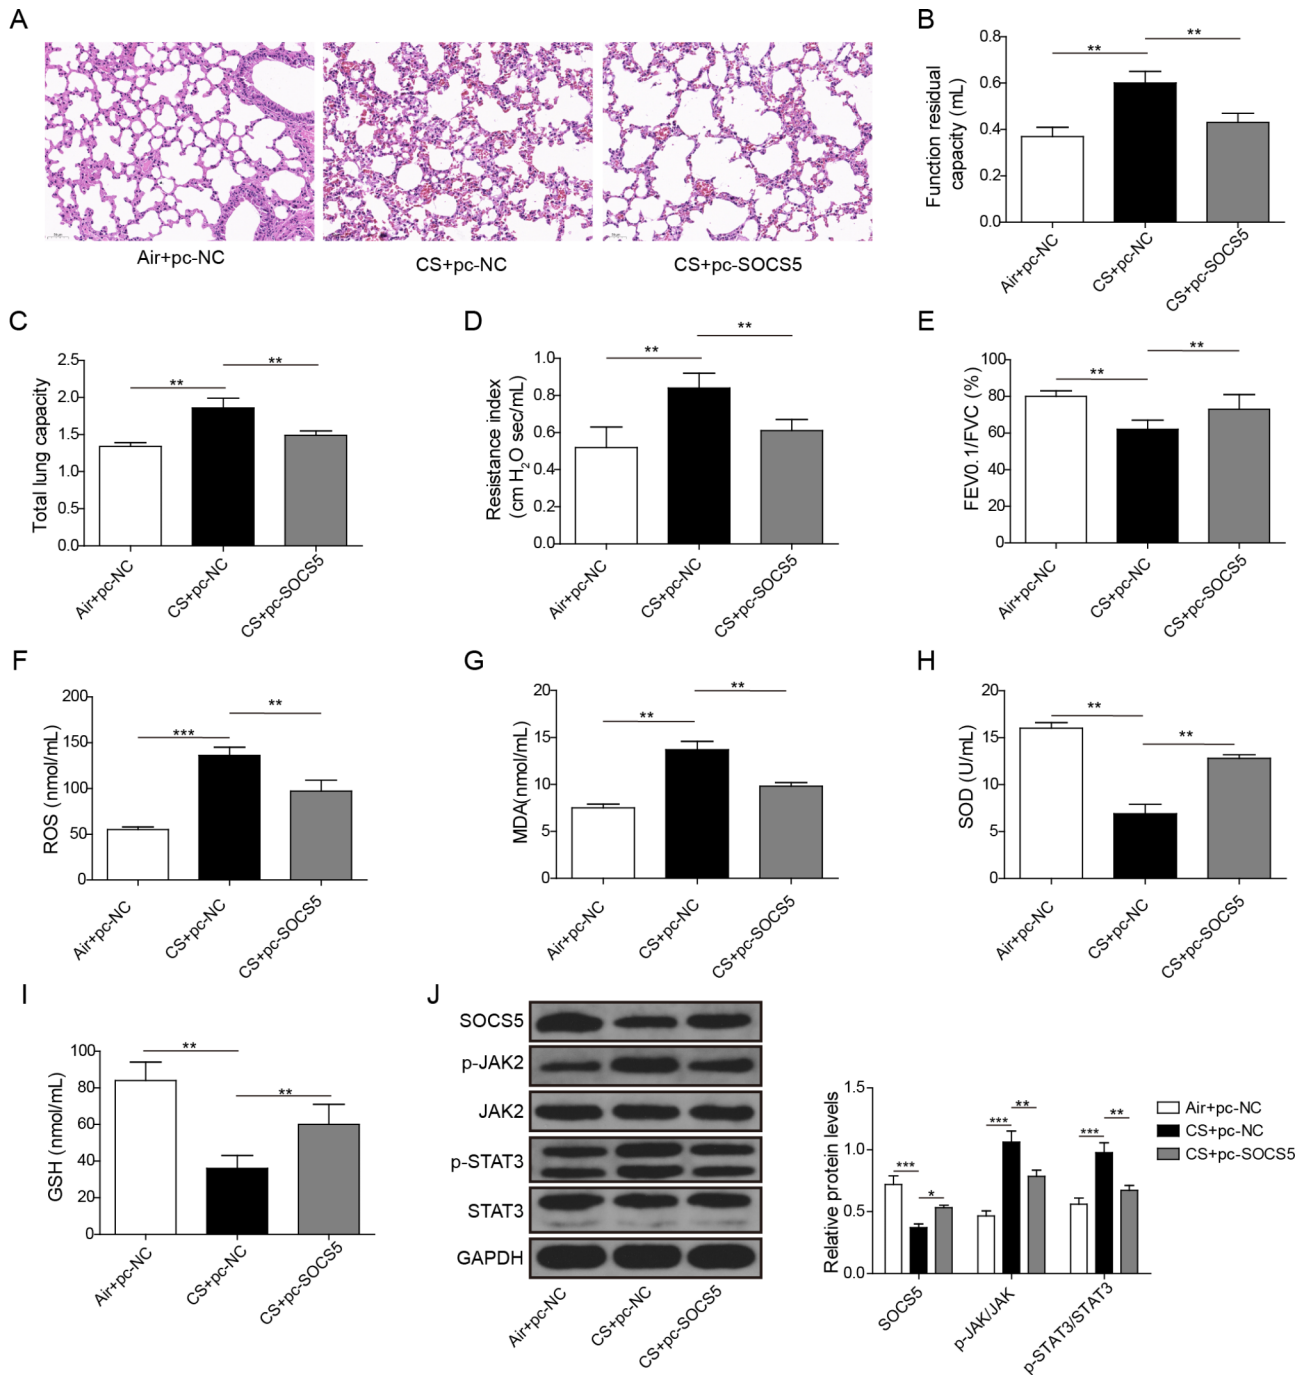 A
Air+pc-NC
CS+pc-NC
CS+pc-SOCS5
B
Function residual
capacity (mL)
0.8
0.6
0.4
0.2
0.0
**
**
Air+pc-NC
CS+pc-NC
CS+pc-SOCS5
C
Total lung capacity
2.5
2.0
1.5
1.0
0.5
0.0
**
**
Air+pc-NC
CS+pc-NC
CS+pc-SOCS5
D
Resistance index
(cm H₂O sec/mL)
1.0
0.8
0.6
0.4
0.2
0.0
**
**
Air+pc-NC
CS+pc-NC
CS+pc-SOCS5
E
FEV0.1/FVC (%)
100
80
60
40
20
0
**
**
Air+pc-NC
CS+pc-NC
CS+pc-SOCS5
F
ROS (nmol/mL)
200
150
100
50
0
***
**
Air+pc-NC
CS+pc-NC
CS+pc-SOCS5
G
MDA(nmol/mL)
20
15
10
5
0
**
**
Air+pc-NC
CS+pc-NC
CS+pc-SOCS5
H
SOD (U/mL)
20
15
10
5
0
**
**
Air+pc-NC
CS+pc-NC
CS+pc-SOCS5
I
GSH (nmol/mL)
100
80
60
40
20
0
**
**
Air+pc-NC
CS+pc-NC
CS+pc-SOCS5
J
SOCS5
p-JAK2
JAK2
p-STAT3
STAT3
GAPDH
Air+pc-NC
CS+pc-NC
CS+pc-SOCS5
Relative protein levels
1.5
1.0
0.5
0.0
***
*
***
**
***
**
SOCS5
p-JAK/JAK
p-STAT3/STAT3
Air+pc-NC
CS+pc-NC
CS+pc-SOCS5